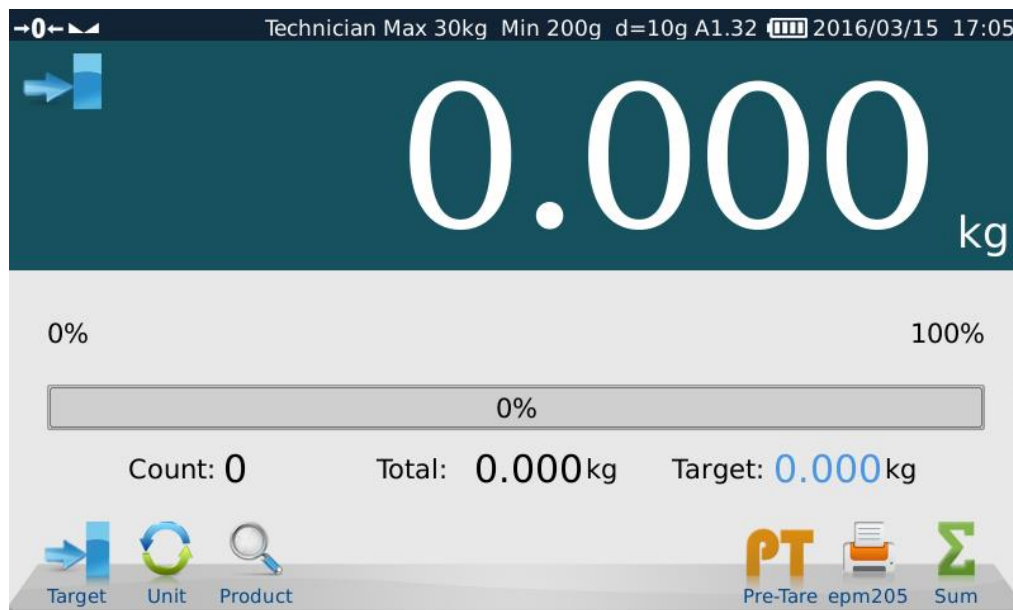 →0← Technician Max 30kg Min 200g d=10g A1.32 2016/03/15 17:05
0.000 kg
0% 100%
0%
Count: 0 Total: 0.000kg Target: 0.000kg
PT Σ
Target Unit Product Pre-Tare epm205 Sum